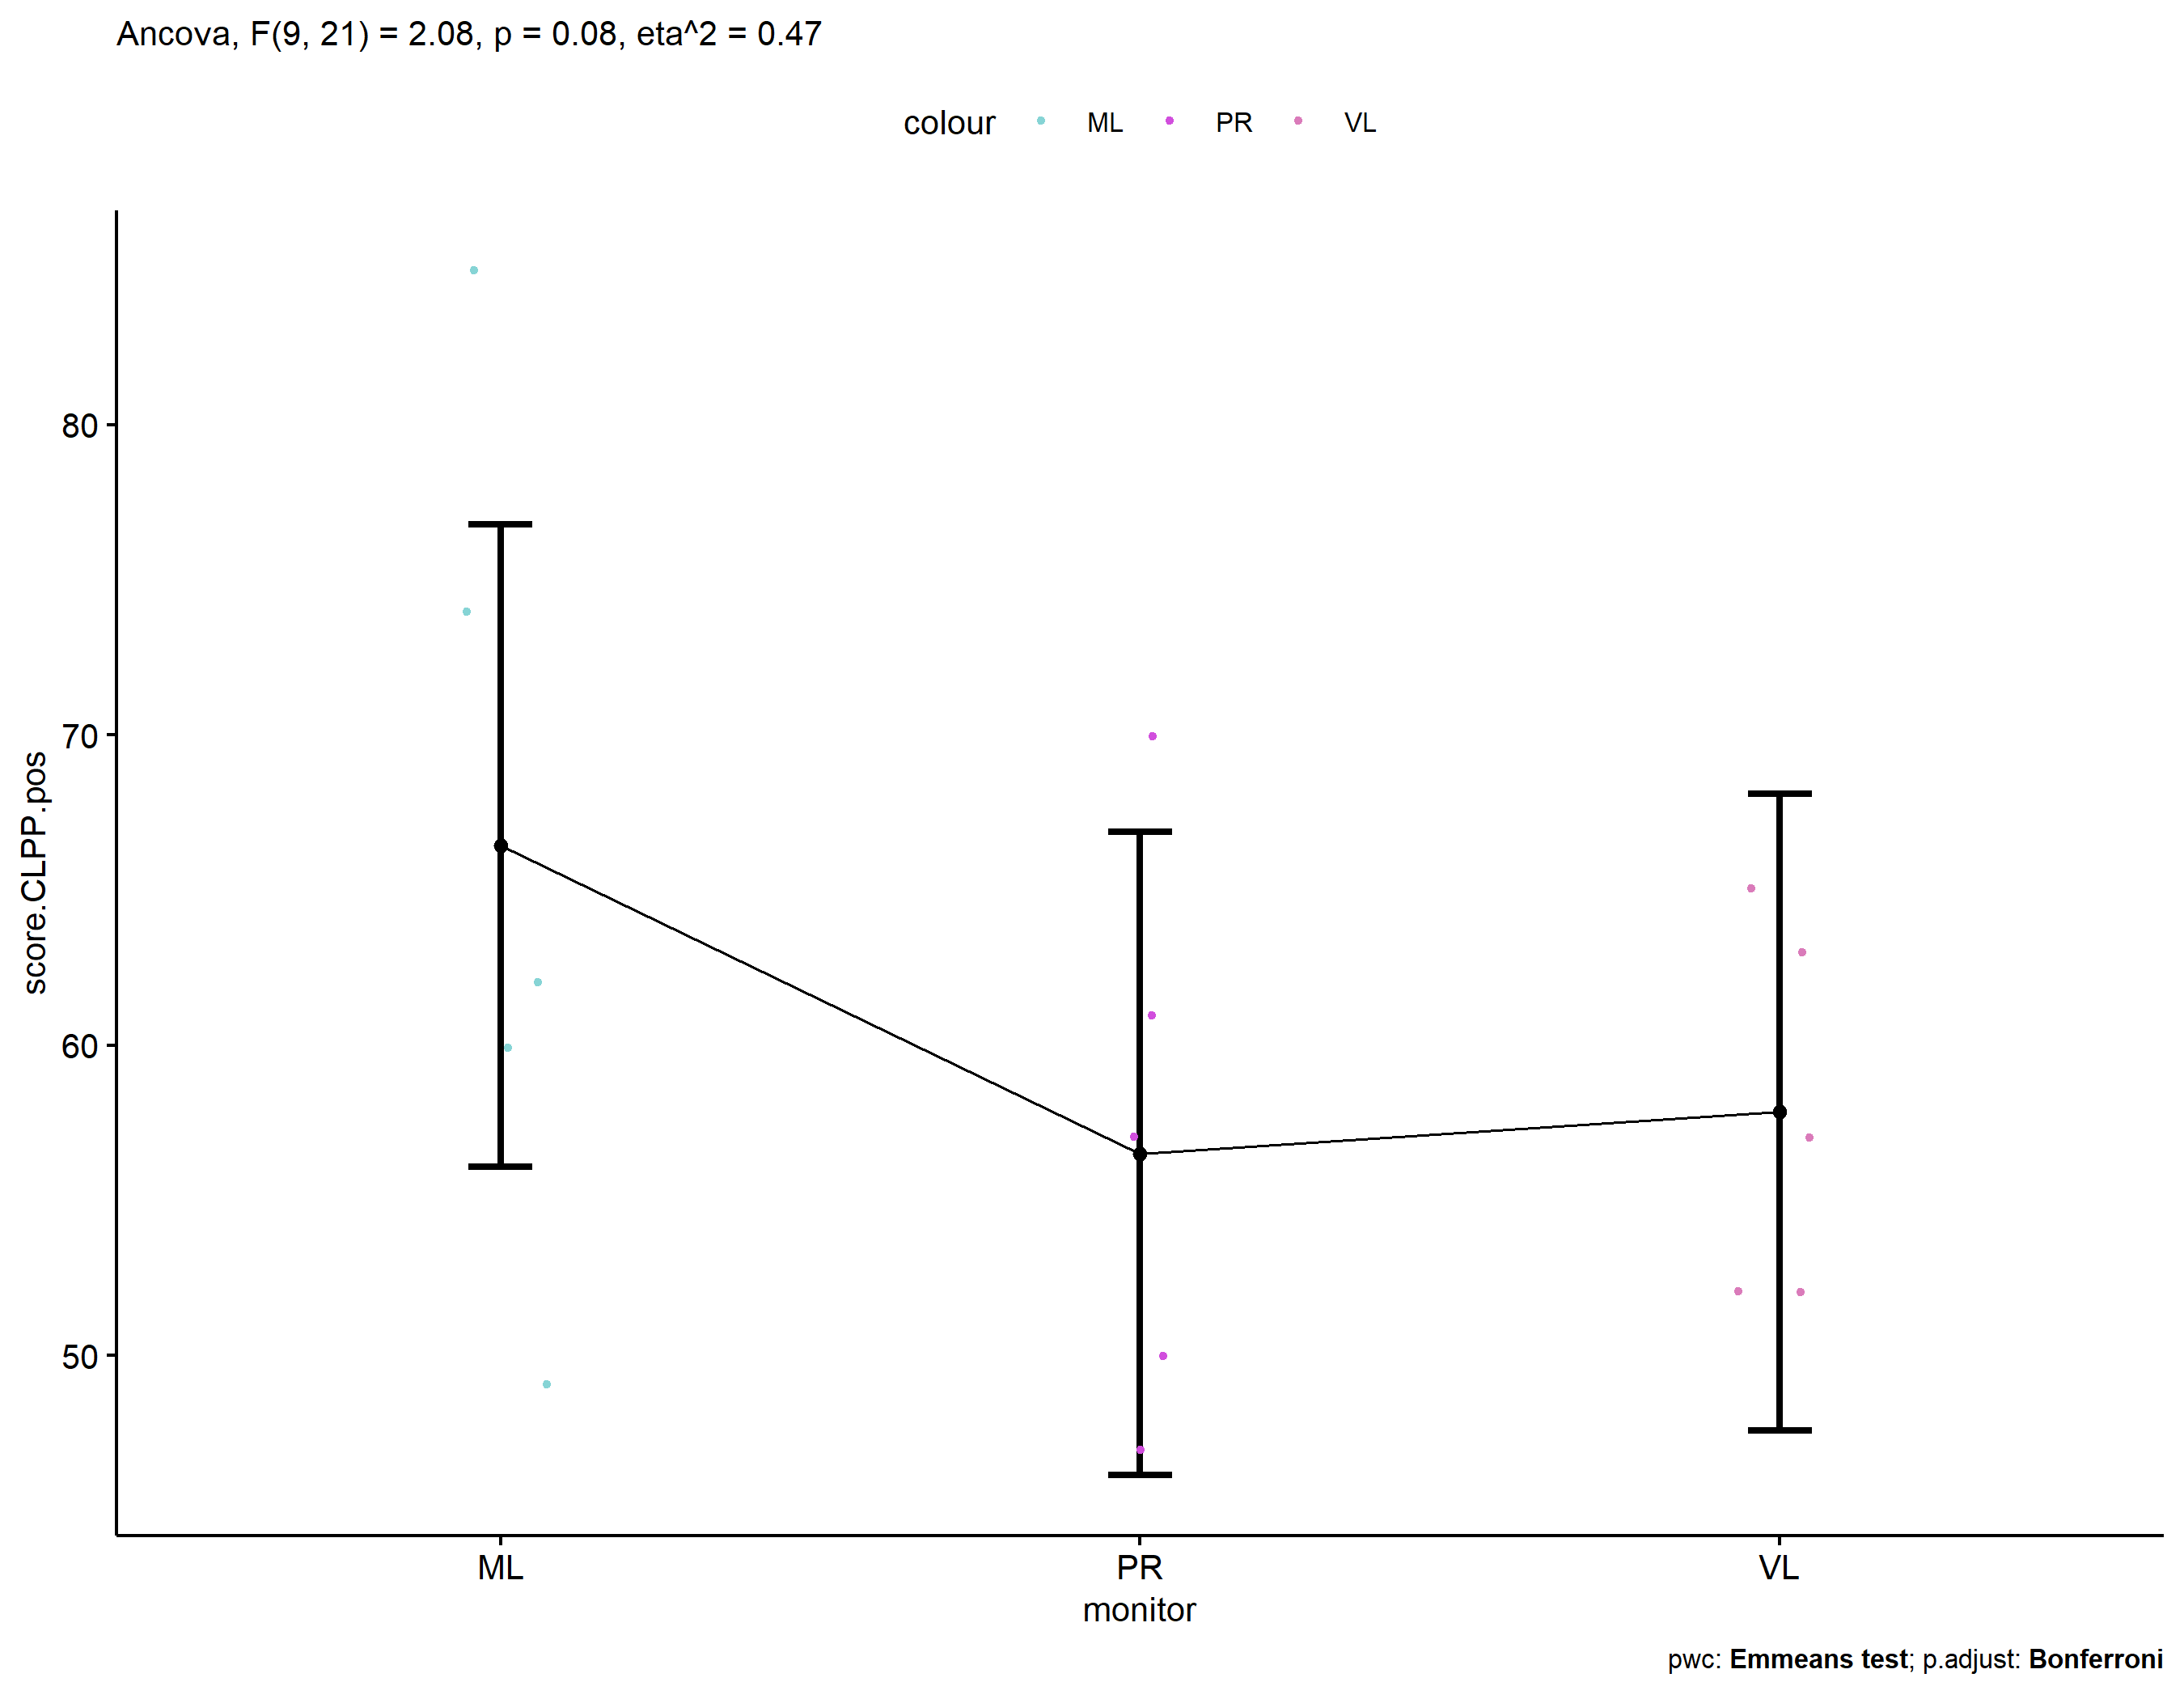 Ancova, F(9, 21) = 2.08, p = 0.08, eta^2 = 0.47
colour ML PR VL
80
70
60
50
score.CLPP.pos
ML PR VL
monitor
pwc: Emmeans test; p.adjust: Bonferroni